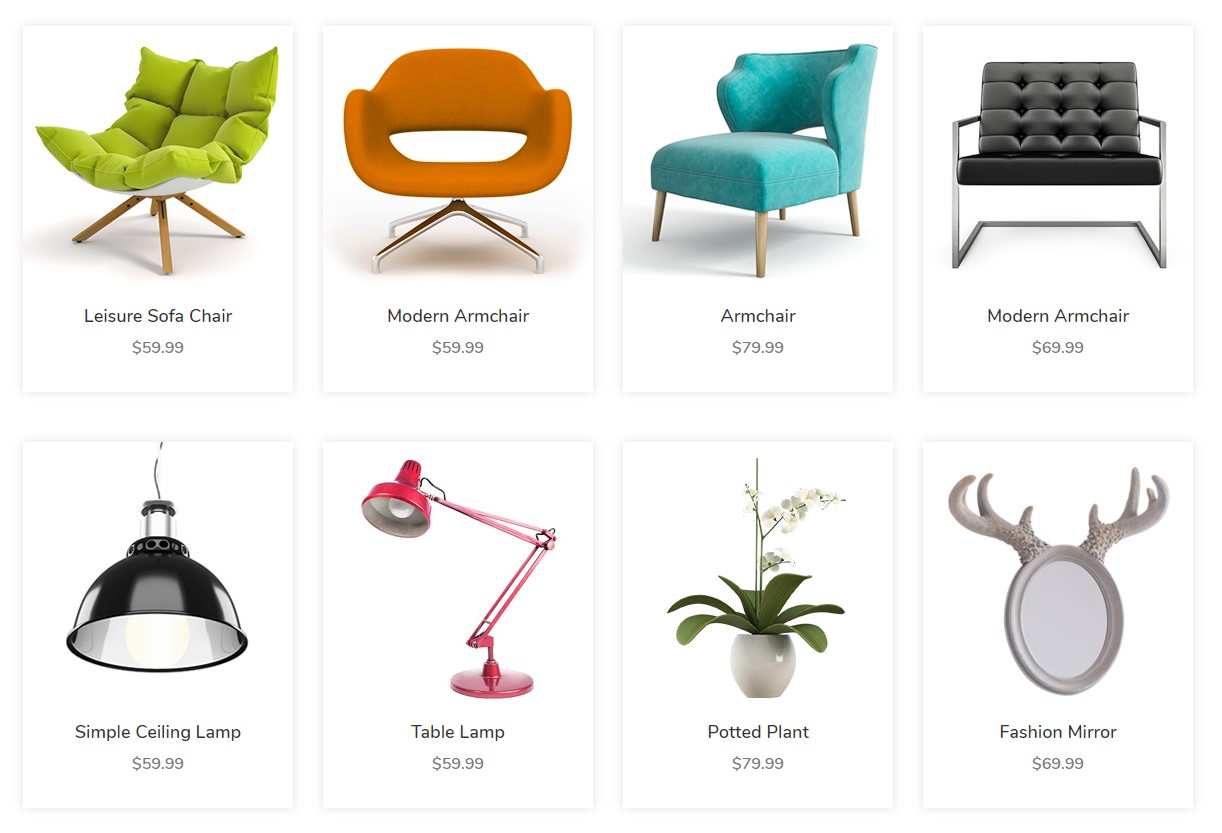 Leisure Sofa Chair
$59.99
Modern Armchair
$59.99
Armchair
$79.99
Modern Armchair
$69.99
Simple Ceiling Lamp
$59.99
Table Lamp
$59.99
Potted Plant
$79.99
Fashion Mirror
$69.99